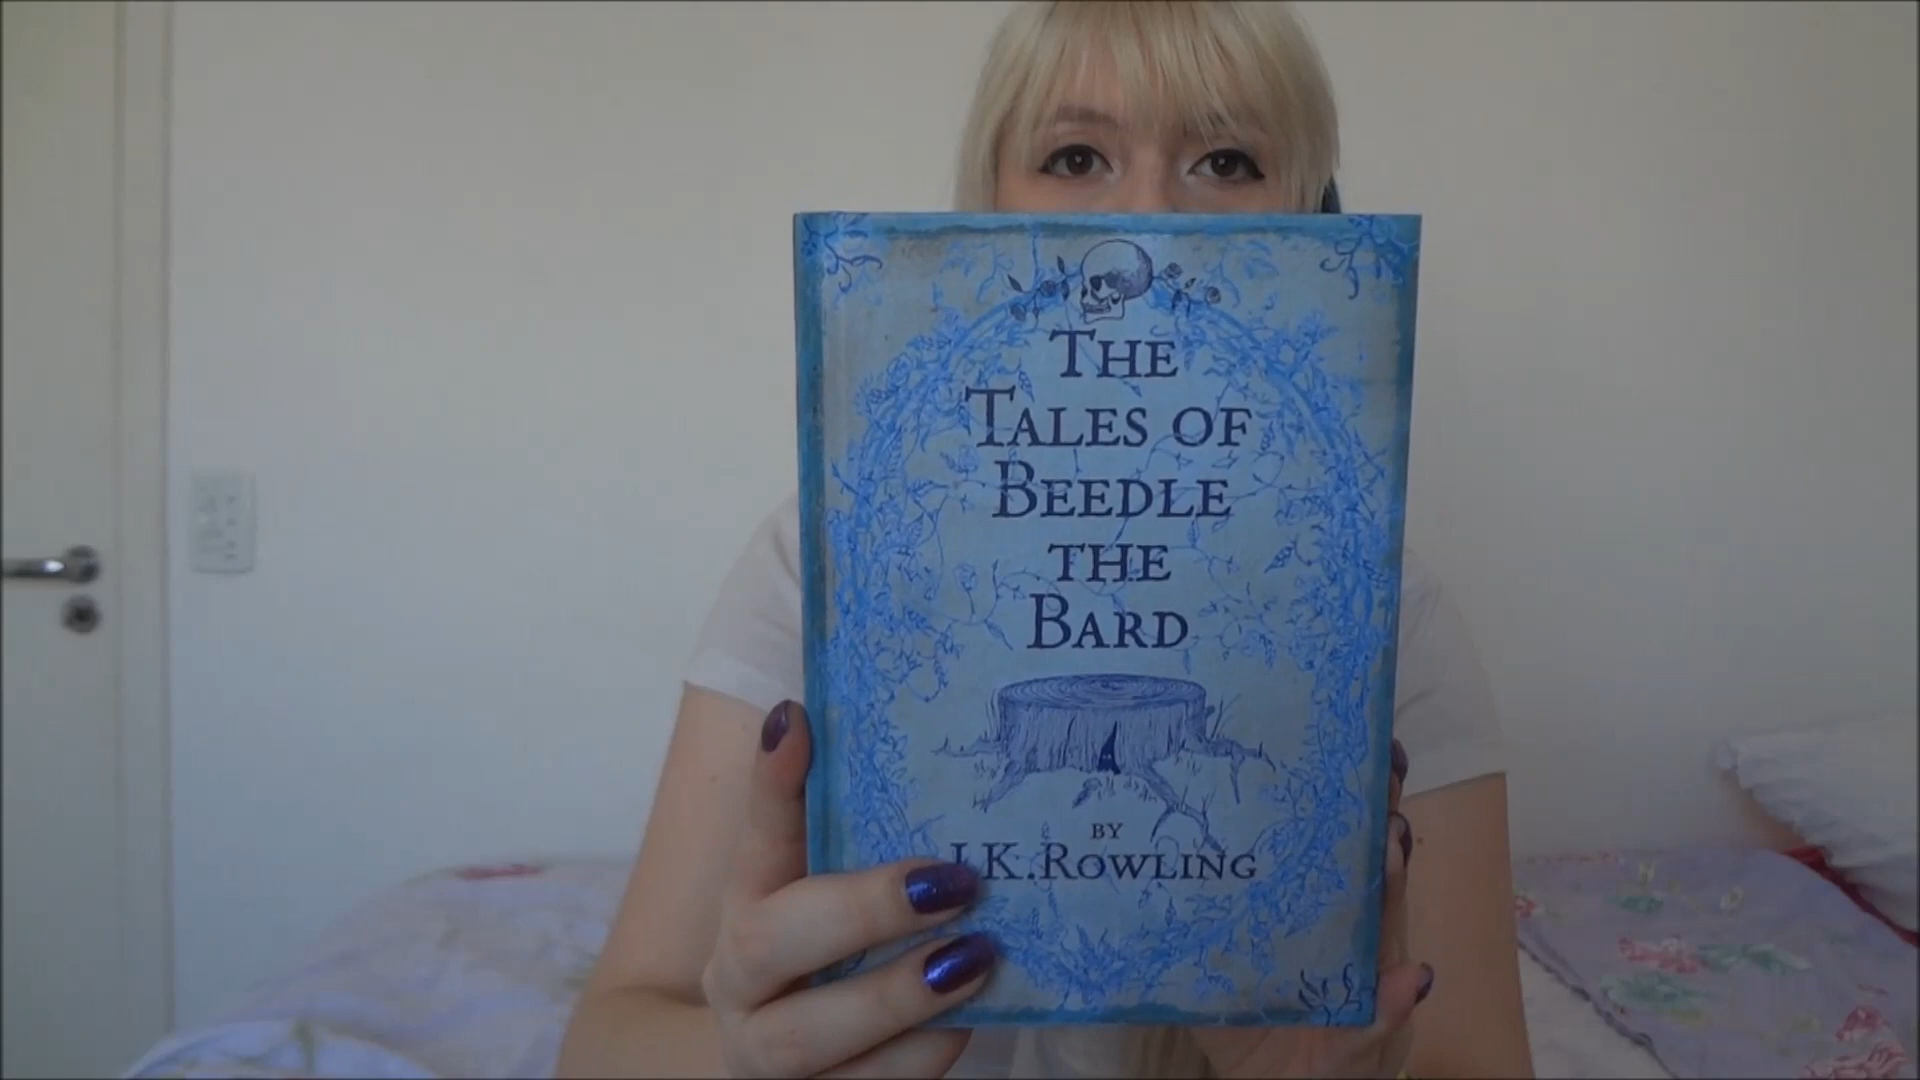 THE
TALES OF
BEEDLE
THE
BARD
BY
J.K. ROWLING